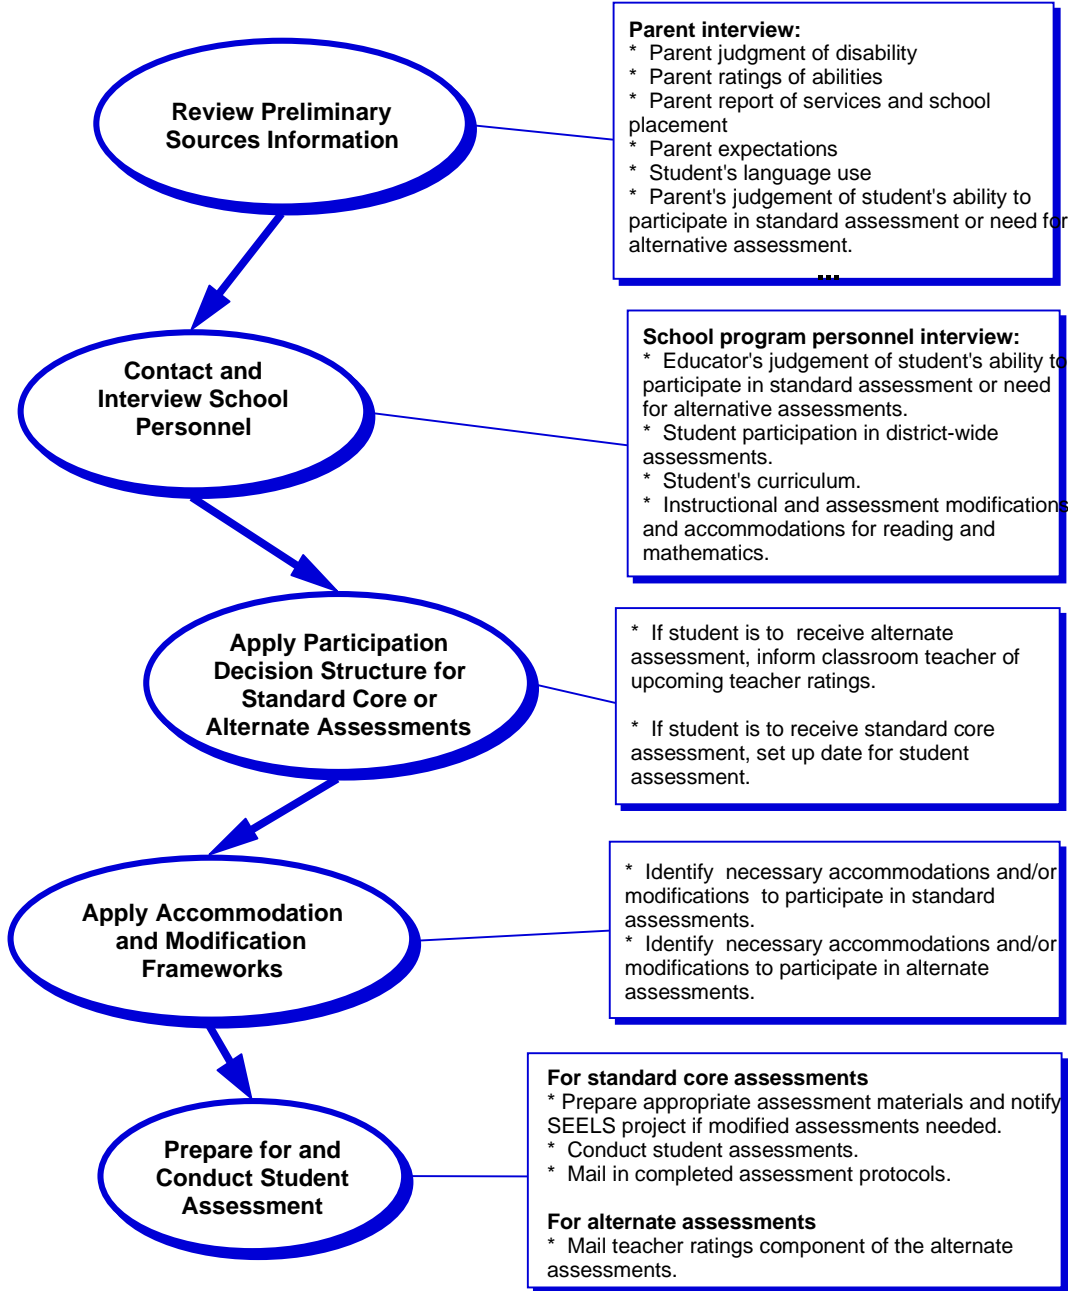 Review Preliminary
Sources Information
Parent interview:
* Parent judgment of disability
* Parent ratings of abilities
* Parent report of services and school
placement
* Parent expectations
* Student's language use
* Parent's judgement of student's ability to
participate in standard assessment or need for
alternative assessment.
...
Contact and
Interview School
Personnel
School program personnel interview:
* Educator's judgement of student's ability to
participate in standard assessment or need
for alternative assessments.
* Student participation in district-wide
assessments.
* Student's curriculum.
* Instructional and assessment modifications
and accommodations for reading and
mathematics.
Apply Participation
Decision Structure for
Standard Core or
Alternate Assessments
* If student is to receive alternate
assessment, inform classroom teacher of
upcoming teacher ratings.
* If student is to receive standard core
assessment, set up date for student
assessment.
Apply Accommodation
and Modification
Frameworks
* Identify necessary accommodations and/or
modifications to participate in standard
assessments.
* Identify necessary accommodations and/or
modifications to participate in alternate
assessments.
Prepare for and
Conduct Student
Assessment
For standard core assessments
* Prepare appropriate assessment materials and notify
SEELS project if modified assessments needed.
* Conduct student assessments.
* Mail in completed assessment protocols.
For alternate assessments
* Mail teacher ratings component of the alternate
assessments.